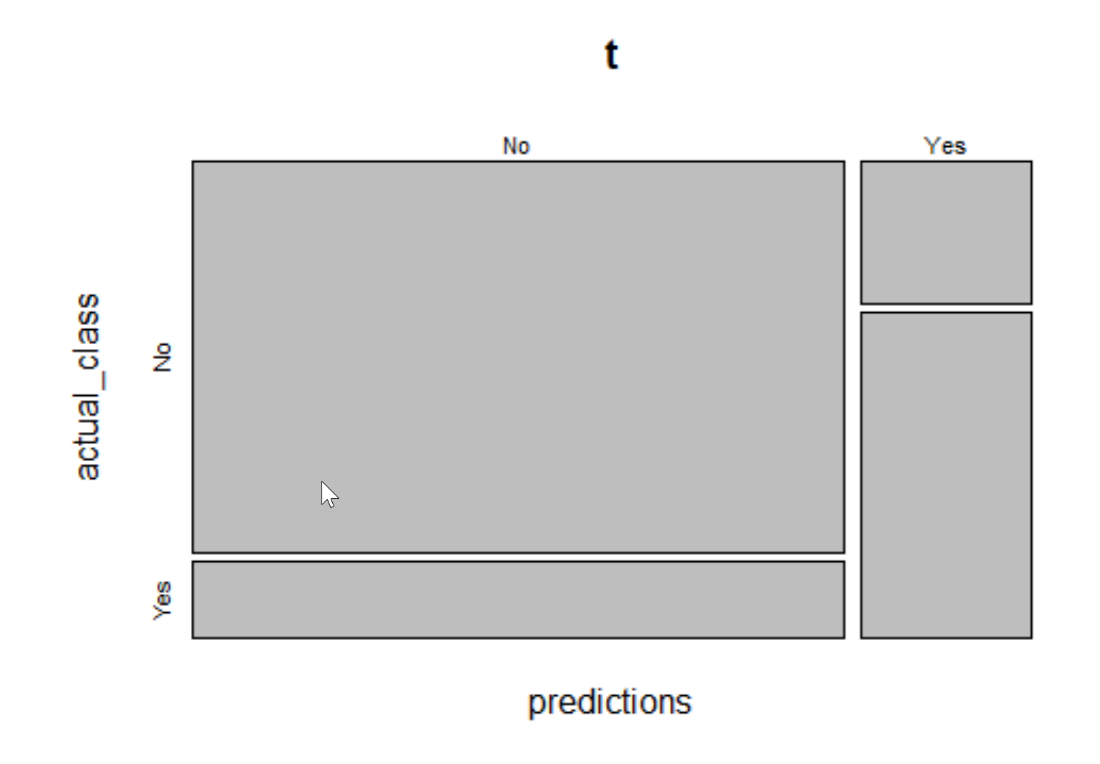 t
No
Yes
actual_class
No
Yes
predictions